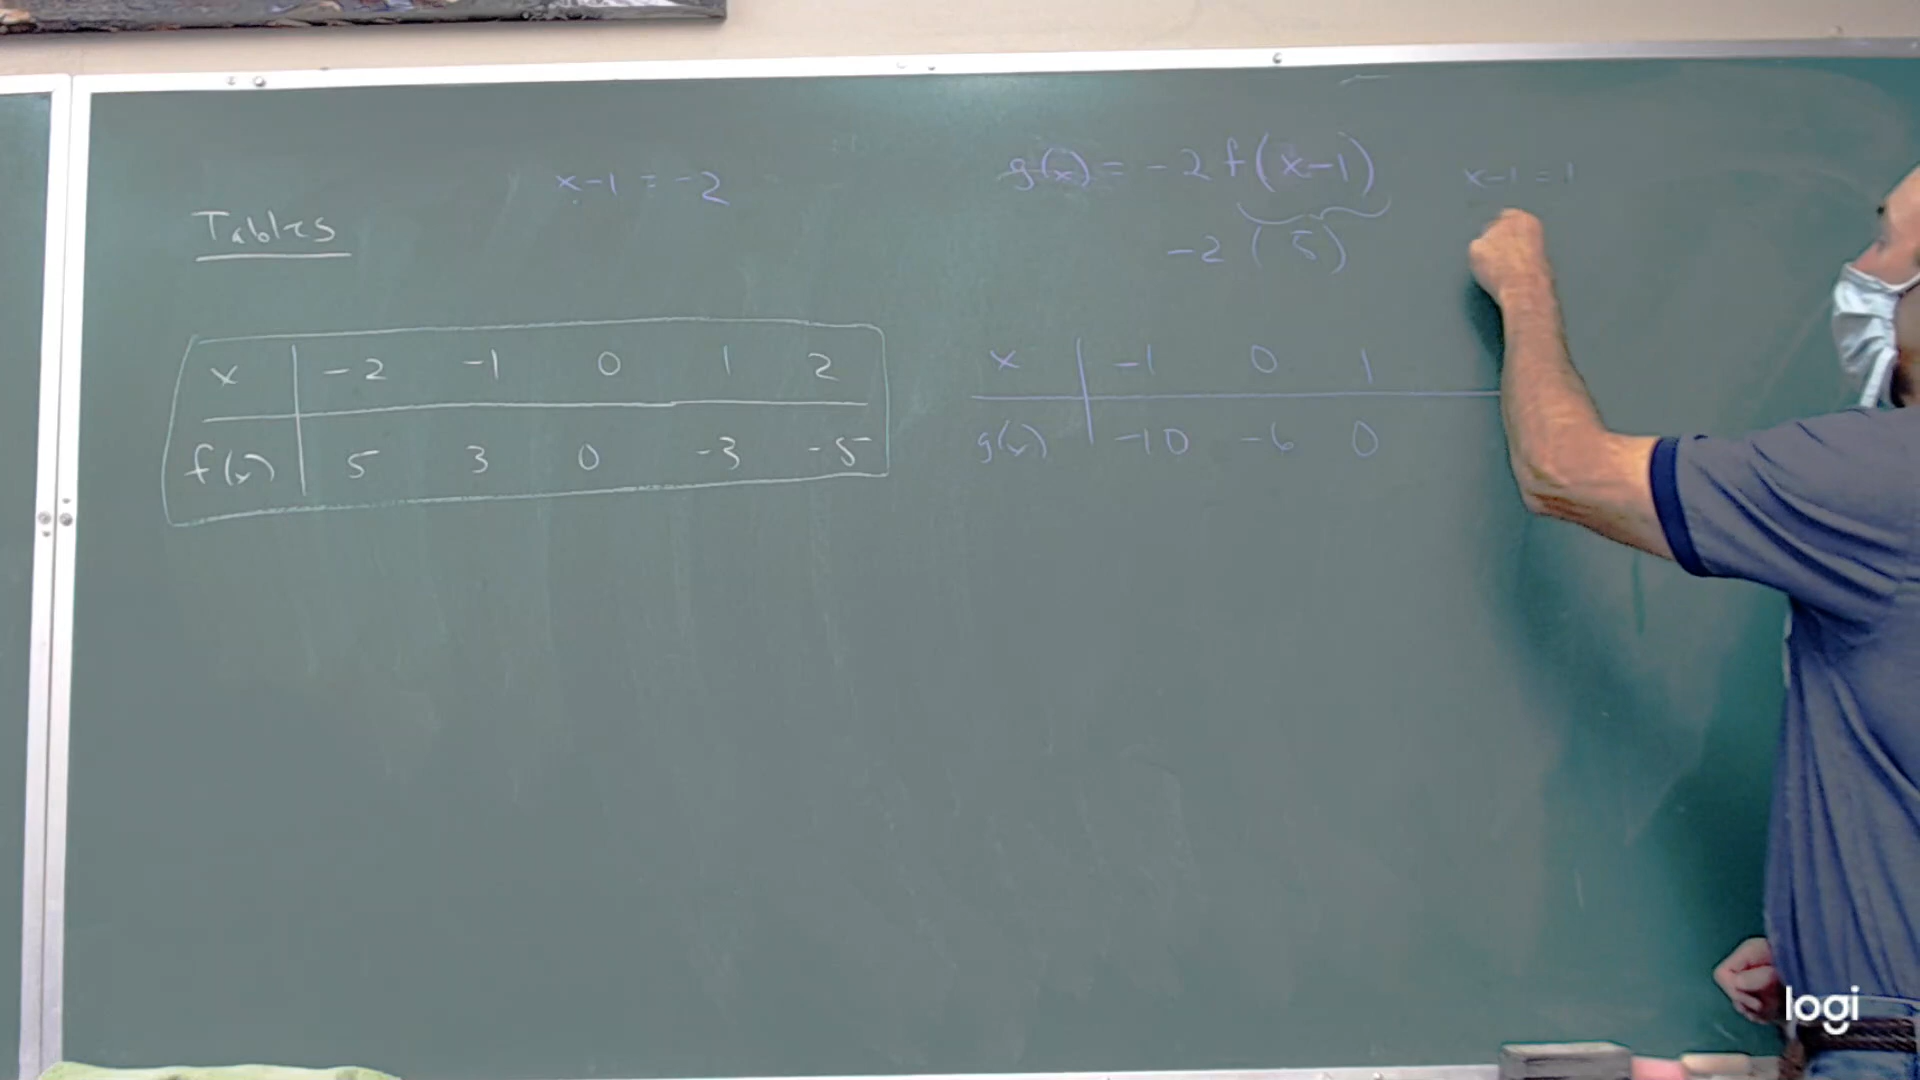 x-1 = -2
g(x) = -2 f(x-1)
x-1 = 1
Tables
-2 ( 5 )
x -2 -1 0 1 2
f(x) 5 3 0 -3 -5
x -1 0 1
g(x) -10 -6 0
logi